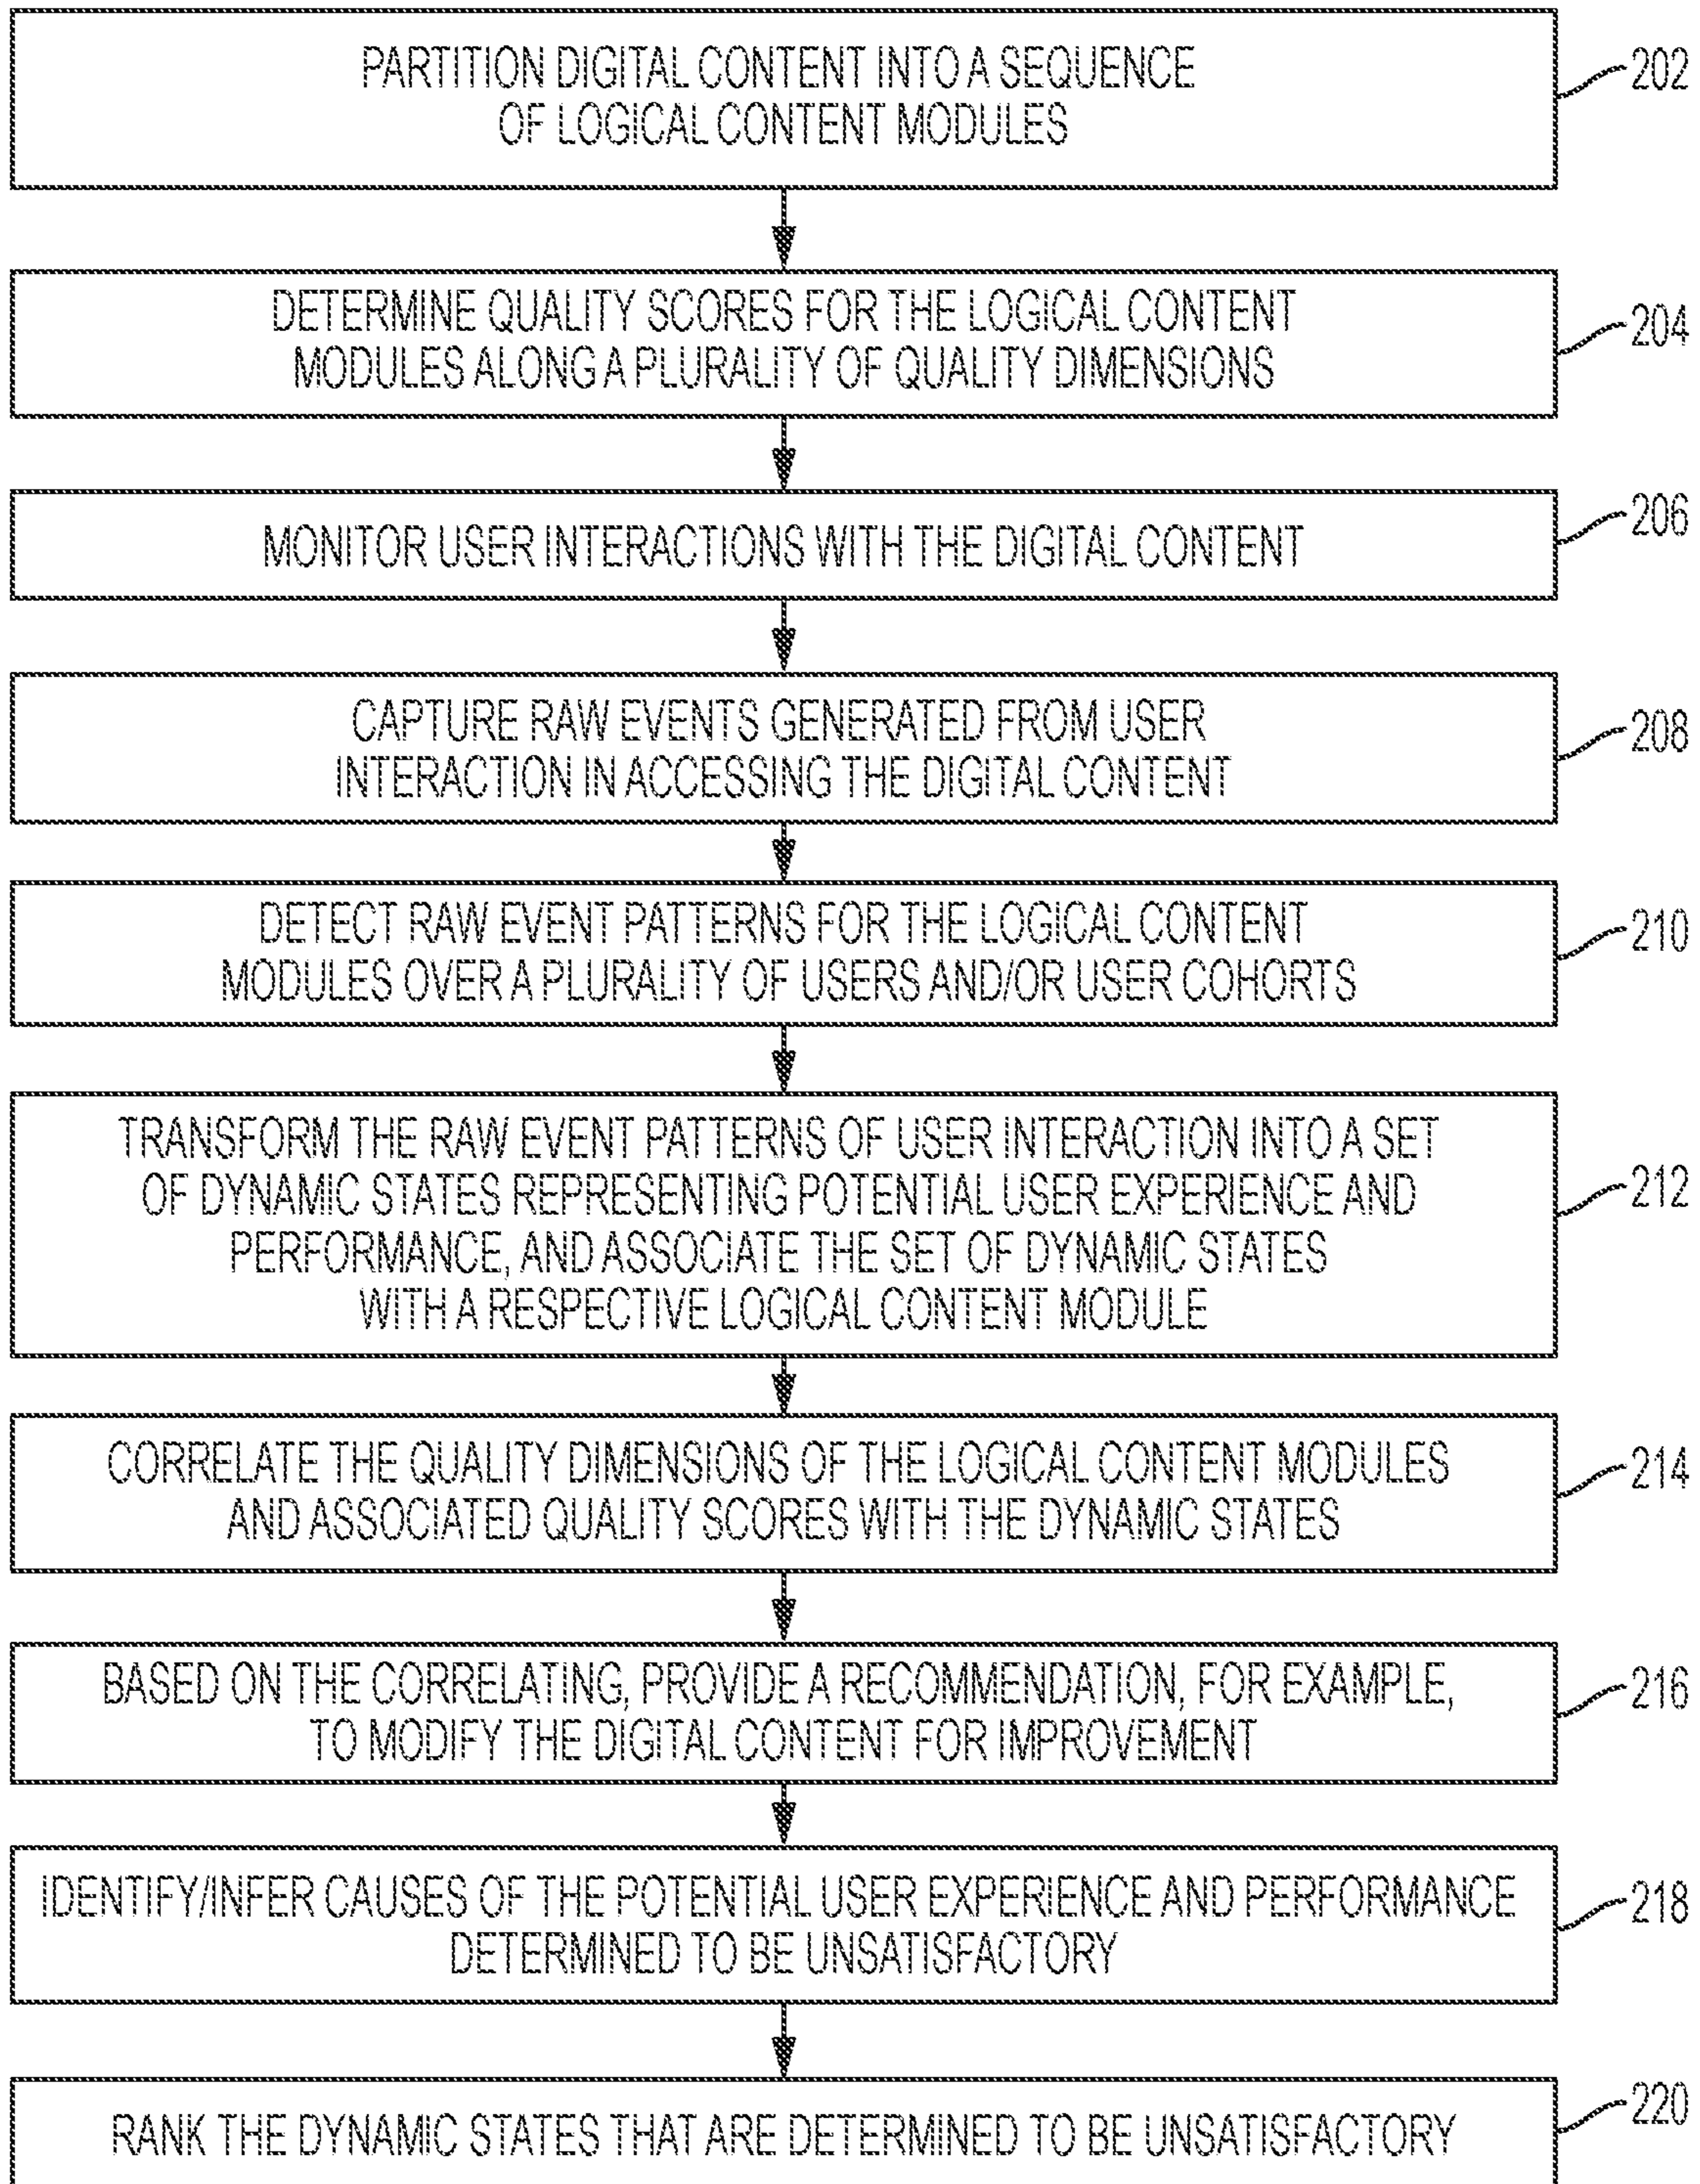 PARTITION DIGITAL CONTENT INTO A SEQUENCE
OF LOGICAL CONTENT MODULES
202
DETERMINE QUALITY SCORES FOR THE LOGICAL CONTENT
MODULES ALONG A PLURALITY OF QUALITY DIMENSIONS
204
MONITOR USER INTERACTIONS WITH THE DIGITAL CONTENT
206
CAPTURE RAW EVENTS GENERATED FROM USER
INTERACTION IN ACCESSING THE DIGITAL CONTENT
208
DETECT RAW EVENT PATTERNS FOR THE LOGICAL CONTENT
MODULES OVER A PLURALITY OF USERS AND/OR USER COHORTS
210
TRANSFORM THE RAW EVENT PATTERNS OF USER INTERACTION INTO A SET
OF DYNAMIC STATES REPRESENTING POTENTIAL USER EXPERIENCE AND
PERFORMANCE, AND ASSOCIATE THE SET OF DYNAMIC STATES
WITH A RESPECTIVE LOGICAL CONTENT MODULE
212
CORRELATE THE QUALITY DIMENSIONS OF THE LOGICAL CONTENT MODULES
AND ASSOCIATED QUALITY SCORES WITH THE DYNAMIC STATES
214
BASED ON THE CORRELATING, PROVIDE A RECOMMENDATION, FOR EXAMPLE,
TO MODIFY THE DIGITAL CONTENT FOR IMPROVEMENT
216
IDENTIFY/INFER CAUSES OF THE POTENTIAL USER EXPERIENCE AND PERFORMANCE
DETERMINED TO BE UNSATISFACTORY
218
RANK THE DYNAMIC STATES THAT ARE DETERMINED TO BE UNSATISFACTORY
220